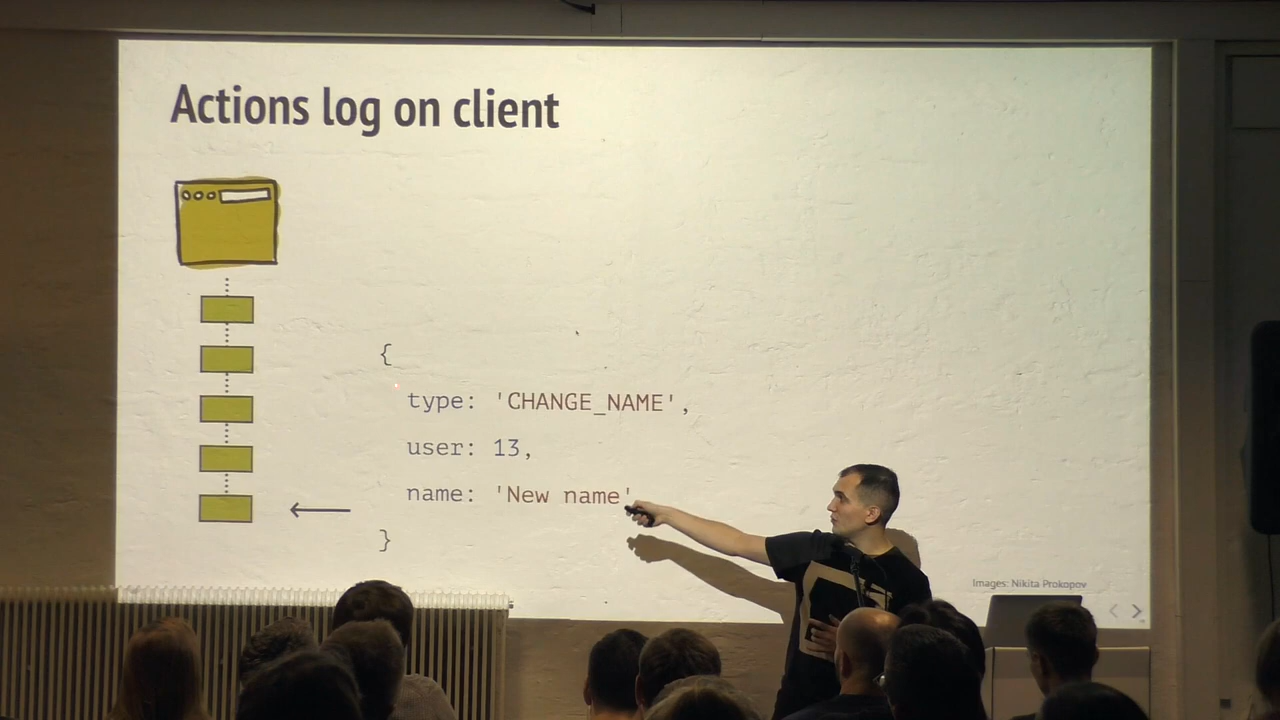 Actions log on client
{
type: 'CHANGE_NAME',
user: 13,
name: 'New name'
}
Images: Nikita Prokopov